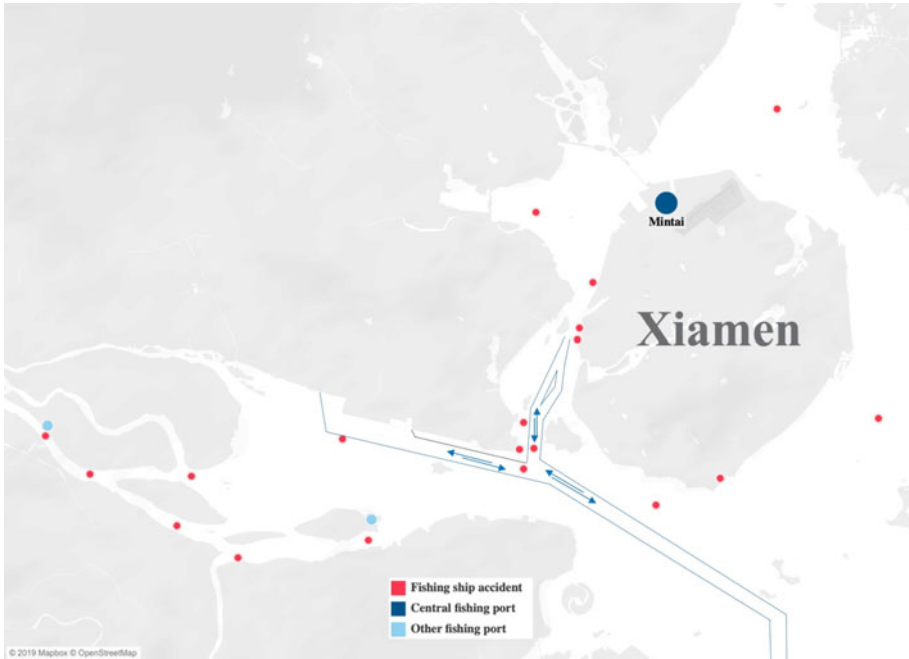 Mintai
Xiamen
Fishing ship accident
Central fishing port
Other fishing port
© 2019 Mapbox © OpenStreetMap